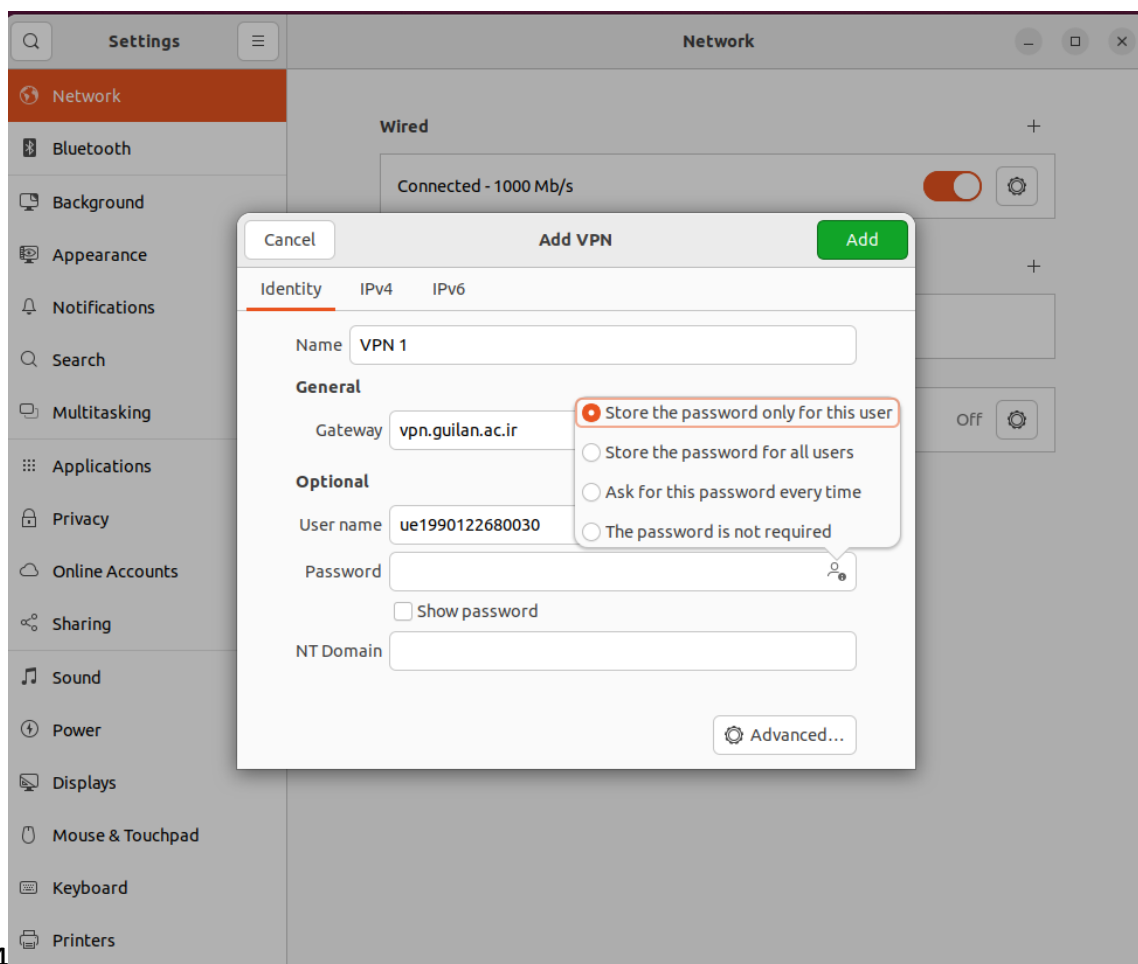 Settings
Network
Network
Bluetooth
Background
Appearance
Notifications
Search
Multitasking
Applications
Privacy
Online Accounts
Sharing
Sound
Power
Displays
Mouse & Touchpad
Keyboard
Printers
Wired
Connected - 1000 Mb/s
Off
Cancel
Add VPN
Add
Identity IPv4 IPv6
Name VPN 1
General
Gateway vpn.guilan.ac.ir
Optional
User name ue1990122680030
Password
Show password
NT Domain
Advanced...
Store the password only for this user
Store the password for all users
Ask for this password every time
The password is not required